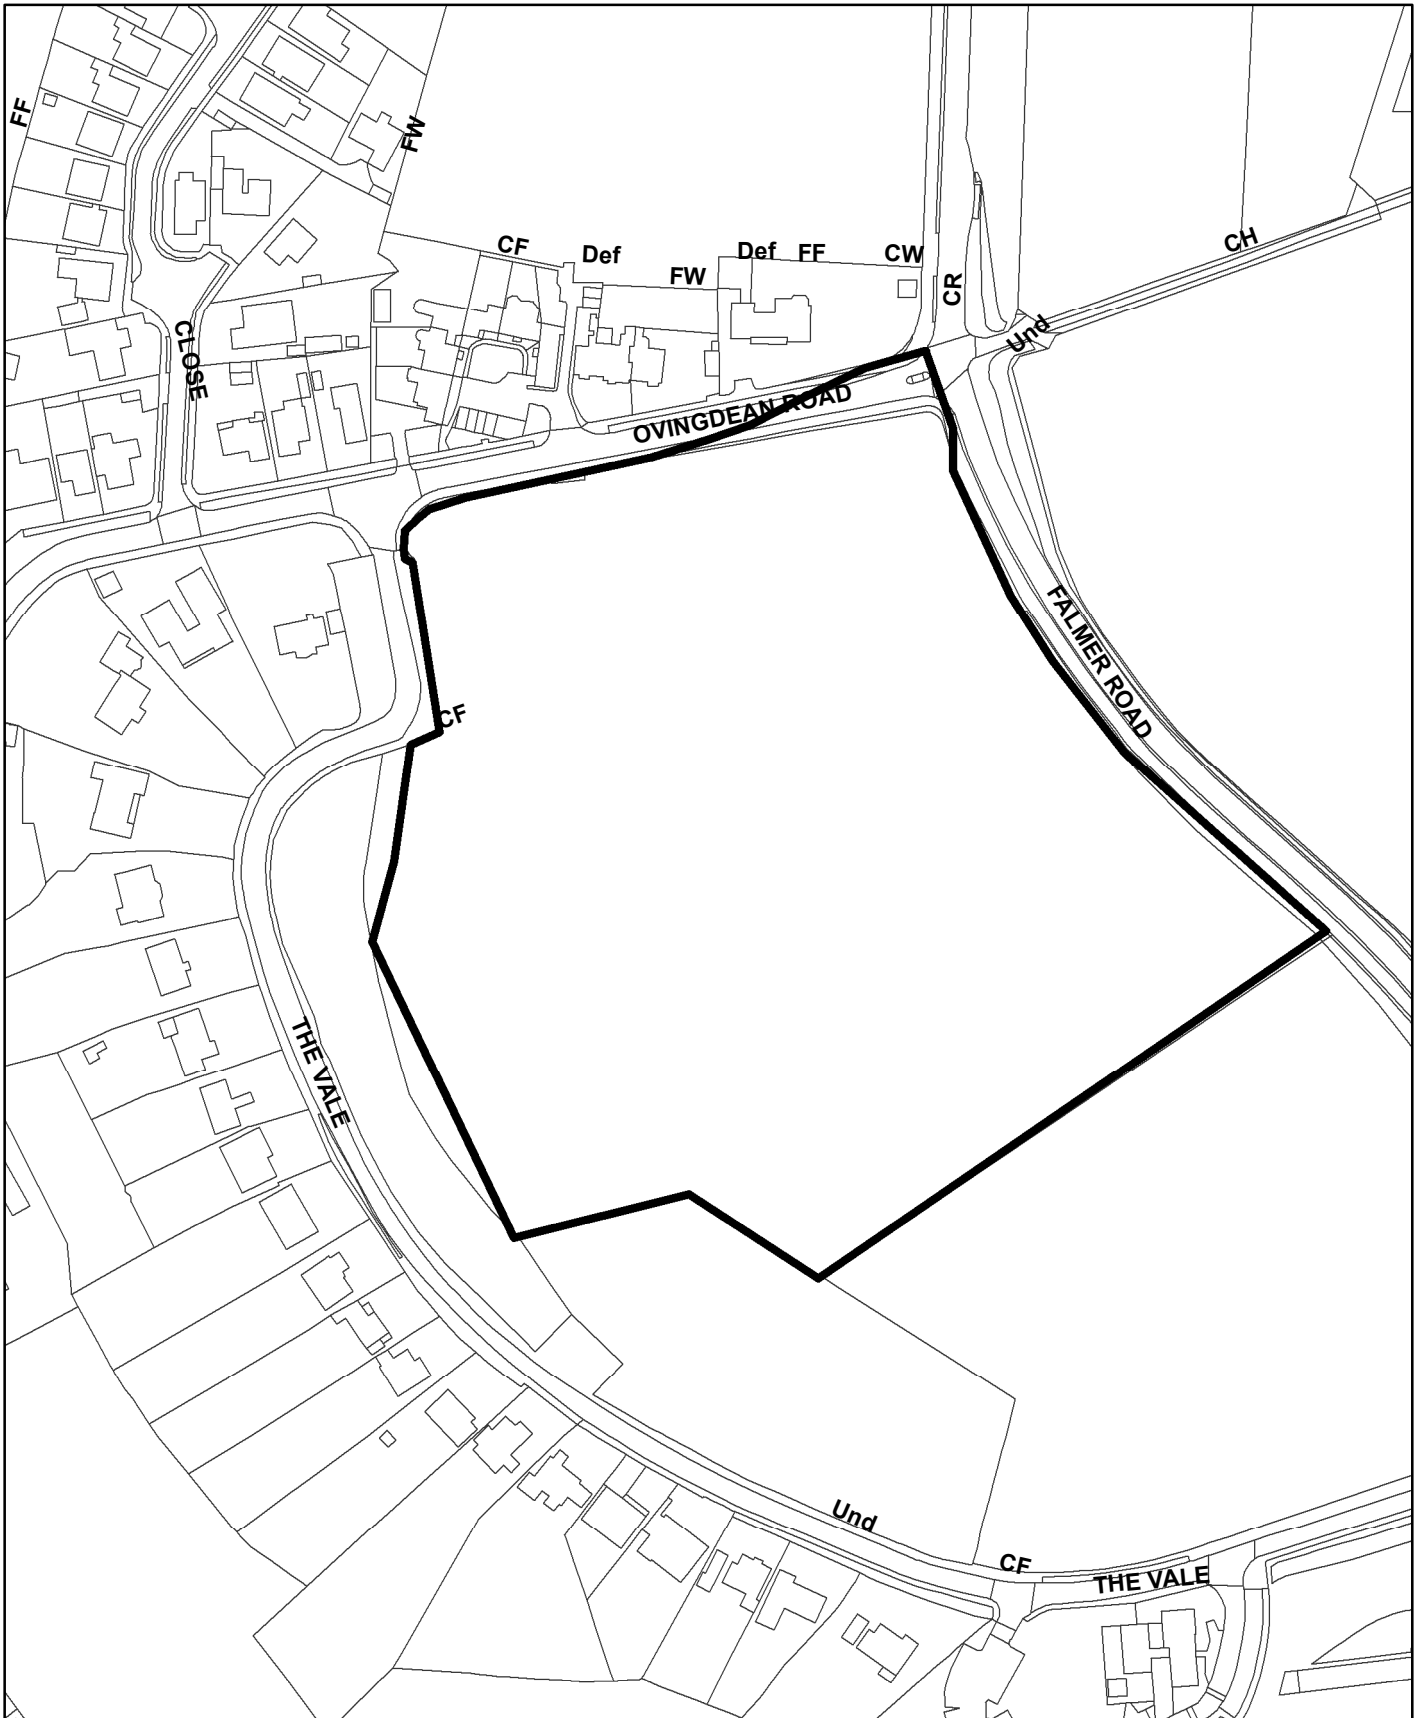 FF
FW
CF
Def
FW
Def
FF
CW
CR
CH
Und
CLOSE
OVINGDEAN ROAD
FALMER ROAD
CF
THE VALE
Und
CF
THE VALE